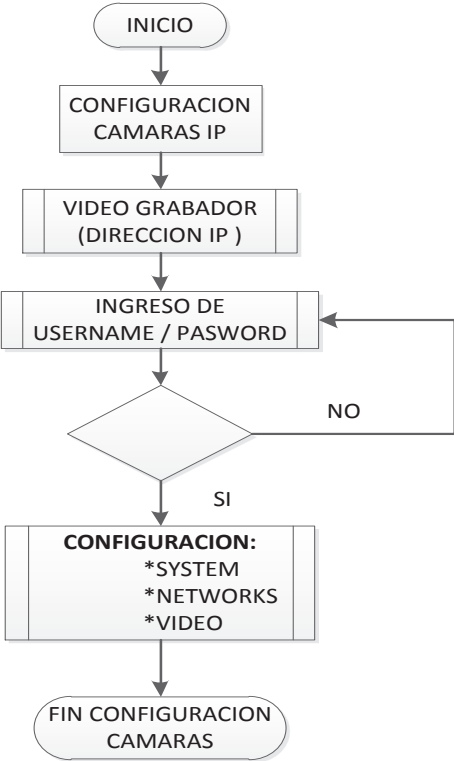 INICIO
CONFIGURACION
CAMARAS IP
VIDEO GRABADOR
(DIRECCION IP )
INGRESO DE
USERNAME / PASWORD
NO
SI
CONFIGURACION:
*SYSTEM
*NETWORKS
*VIDEO
FIN CONFIGURACION
CAMARAS